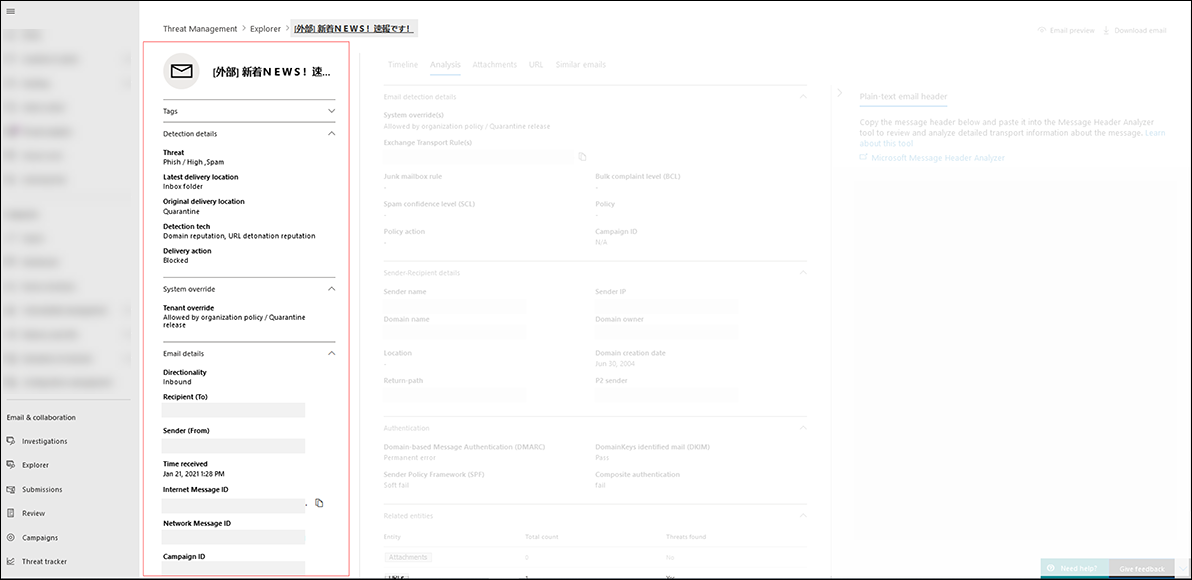 Threat Management > Explorer > [外部] 新着ＮＥＷＳ！速報です！
Email preview Download email
[外部] 新着ＮＥＷＳ！速...
Tags
Detection details
Threat
Phish / High ,Spam
Latest delivery location
Inbox folder
Original delivery location
Quarantine
Detection tech
Domain reputation, URL detonation reputation
Delivery action
Blocked
System override
Tenant override
Allowed by organization policy / Quarantine
release
Email details
Directionality
Inbound
Recipient (To)
Sender (From)
Time received
Jan 21, 2021 1:28 PM
Internet Message ID
Network Message ID
Campaign ID
Email & collaboration
Investigations
Explorer
Submissions
Review
Campaigns
Threat tracker
Timeline Analysis Attachments URL Similar emails
Email detection details
System override(s)
Allowed by organization policy / Quarantine release
Exchange Transport Rule(s)
Junk mailbox rule Bulk complaint level (BCL)
- -
Spam confidence level (SCL) Policy
- -
Policy action Campaign ID
- N/A
Sender-Recipient details
Sender name Sender IP
Domain name Domain owner
Location Domain creation date
- Jun 10, 2004
Return-path P2 sender
Authentication
Domain-based Message Authentication (DMARC) DomainKeys identified mail (DKIM)
Permanent error Pass
Sender Policy Framework (SPF) Composite authentication
Soft fail fail
Related entities
Entity Total count Threats found
Attachments 0 No
Plain-text email header
Copy the message header below and paste it into the Message Header Analyzer
tool to review and analyze detailed transport information about the message. Learn
about this tool
Microsoft Message Header Analyzer
Need help? Give feedback